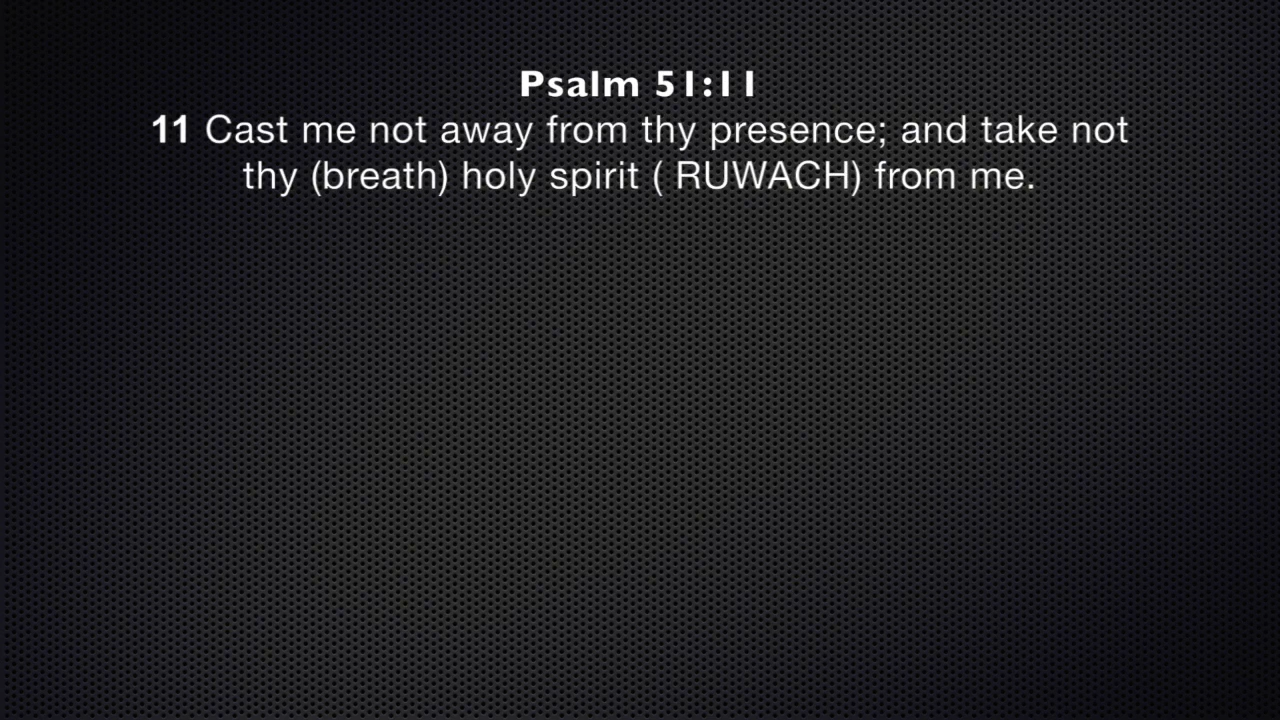 Psalm 51:11
11 Cast me not away from thy presence; and take not
thy (breath) holy spirit ( RUWACH) from me.